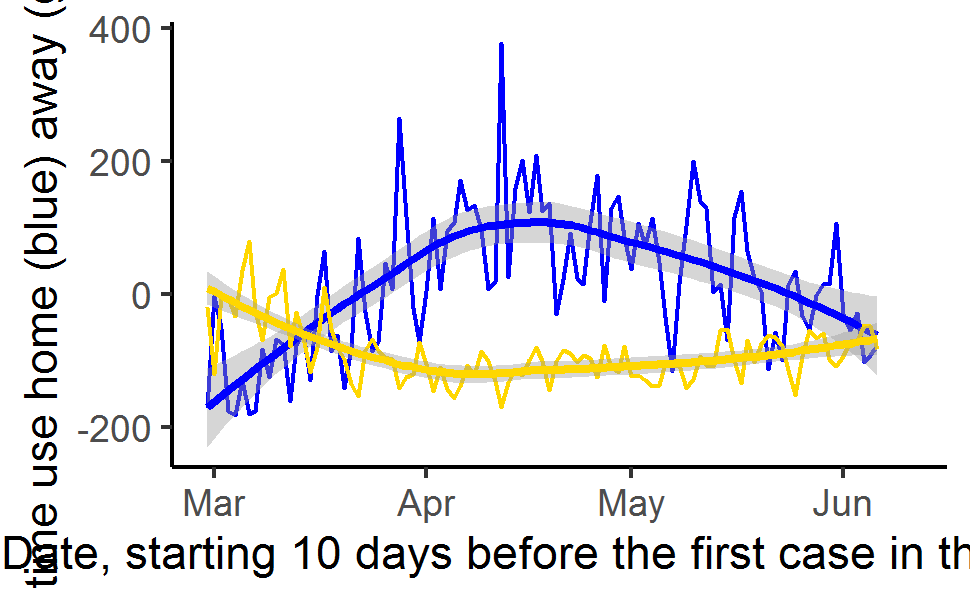 time use home (blue) away (
400
200
0
-200
Mar Apr May Jun
Date, starting 10 days before the first case in th